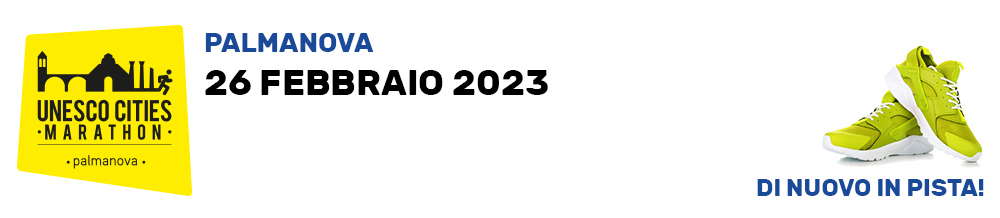 UNESCO CITIES
• MARATHON •
• palmanova •
PALMANOVA
26 FEBBRAIO 2023
DI NUOVO IN PISTA!